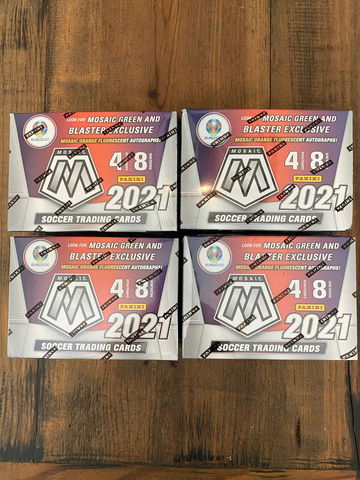 LOOK FOR MOSAIC GREEN AND
BLASTER EXCLUSIVE
MOSAIC ORANGE FLUORESCENT AUTOGRAPHS!
EURO2020
MOSAIC
4 8
PANINI
2021
SOCCER TRADING CARDS
LOOK FOR MOSAIC GREEN AND
BLASTER EXCLUSIVE
MOSAIC ORANGE FLUORESCENT AUTOGRAPHS!
EURO2020
MOSAIC
4 8
PANINI
2021
SOCCER TRADING CARDS
LOOK FOR MOSAIC GREEN AND
BLASTER EXCLUSIVE
MOSAIC ORANGE FLUORESCENT AUTOGRAPHS!
EURO2020
MOSAIC
4 8
PANINI
2021
SOCCER TRADING CARDS
LOOK FOR MOSAIC GREEN AND
BLASTER EXCLUSIVE
MOSAIC ORANGE FLUORESCENT AUTOGRAPHS!
EURO2020
MOSAIC
4 8
PANINI
2021
SOCCER TRADING CARDS